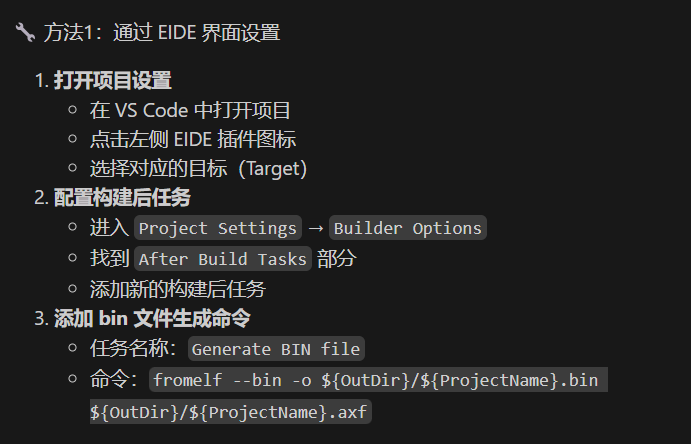 🔧 方法1：通过 EIDE 界面设置
1. 打开项目设置
○ 在 VS Code 中打开项目
○ 点击左侧 EIDE 插件图标
○ 选择对应的目标（Target）
2. 配置构建后任务
○ 进入 Project Settings → Builder Options
○ 找到 After Build Tasks 部分
○ 添加新的构建后任务
3. 添加 bin 文件生成命令
○ 任务名称：Generate BIN file
○ 命令：fromelf --bin -o ${OutDir}/${ProjectName}.bin
${OutDir}/${ProjectName}.axf